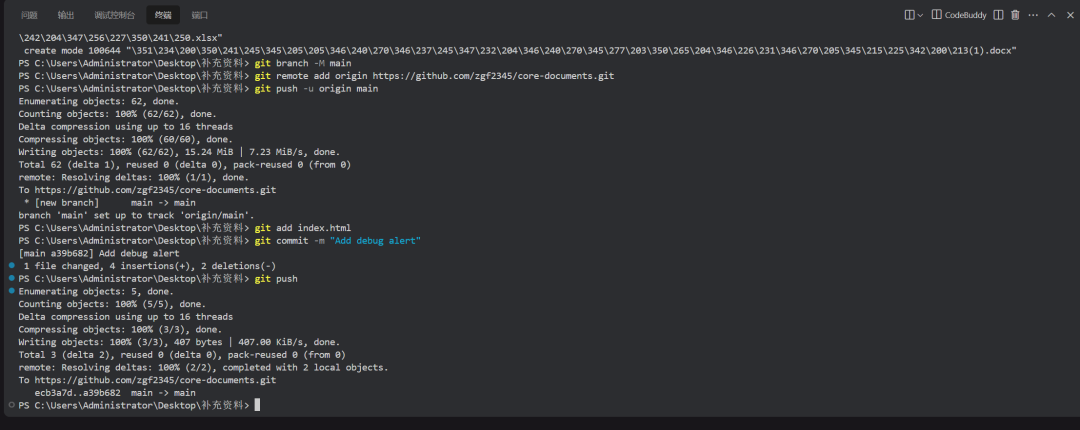 问题 输出 调试控制台 终端 端口 CodeBuddy
\242\204\347\256\227\350\241\250.xlsx"
create mode 100644 "\351\234\200\350\241\245\345\205\205\346\240\270\346\237\245\347\232\204\346\240\270\345\277\203\350\265\204\346\226\231\346\270\205\345\215\225\342\200\213(1).docx"
PS C:\Users\Administrator\Desktop\补充资料> git branch -M main
PS C:\Users\Administrator\Desktop\补充资料> git remote add origin https://github.com/zgf2345/core-documents.git
PS C:\Users\Administrator\Desktop\补充资料> git push -u origin main
Enumerating objects: 62, done.
Counting objects: 100% (62/62), done.
Delta compression using up to 16 threads
Compressing objects: 100% (60/60), done.
Writing objects: 100% (62/62), 15.24 MiB | 7.23 MiB/s, done.
Total 62 (delta 1), reused 0 (delta 0), pack-reused 0 (from 0)
remote: Resolving deltas: 100% (1/1), done.
To https://github.com/zgf2345/core-documents.git
* [new branch] main -> main
branch 'main' set up to track 'origin/main'.
PS C:\Users\Administrator\Desktop\补充资料> git add index.html
PS C:\Users\Administrator\Desktop\补充资料> git commit -m "Add debug alert"
[main a39b682] Add debug alert
1 file changed, 4 insertions(+), 2 deletions(-)
PS C:\Users\Administrator\Desktop\补充资料> git push
Enumerating objects: 5, done.
Counting objects: 100% (5/5), done.
Delta compression using up to 16 threads
Compressing objects: 100% (3/3), done.
Writing objects: 100% (3/3), 407 bytes | 407.00 KiB/s, done.
Total 3 (delta 2), reused 0 (delta 0), pack-reused 0 (from 0)
remote: Resolving deltas: 100% (2/2), completed with 2 local objects.
To https://github.com/zgf2345/core-documents.git
ecb3a7d..a39b682 main -> main
PS C:\Users\Administrator\Desktop\补充资料>